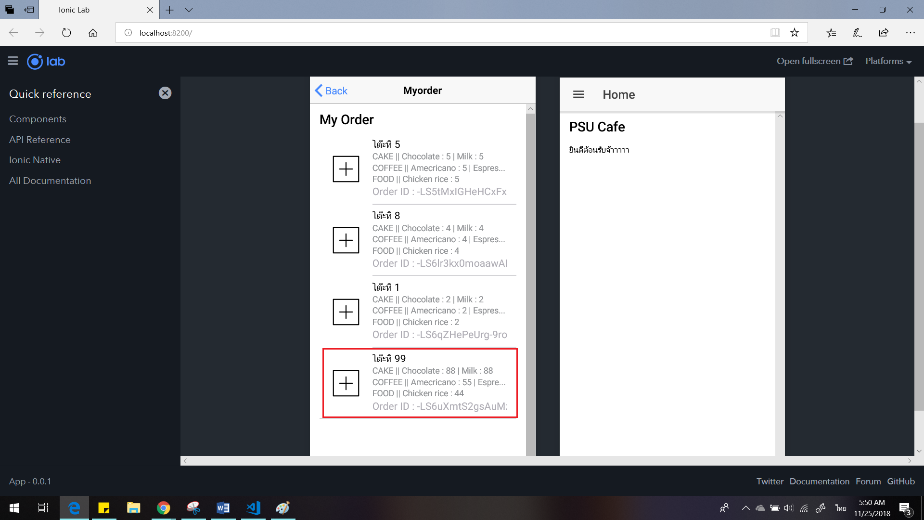 Ionic Lab
localhost:8200/
lab
Open fullscreen
Platforms
Quick reference
Components
API Reference
Ionic Native
All Documentation
Back
Myorder
My Order
โต๊ะที่ 5
CAKE || Chocolate : 5 | Milk : 5
COFFEE || Amecricano : 5 | Espres...
FOOD || Chicken rice : 5
Order ID : -LS5tMxIGHeHCxFx
โต๊ะที่ 8
CAKE || Chocolate : 4 | Milk : 4
COFFEE || Amecricano : 4 | Espres...
FOOD || Chicken rice : 4
Order ID : -LS6lr3kx0moaawAl
โต๊ะที่ 1
CAKE || Chocolate : 2 | Milk : 2
COFFEE || Amecricano : 2 | Espres...
FOOD || Chicken rice : 2
Order ID : -LS6qZHePeUrg-9ro
โต๊ะที่ 99
CAKE || Chocolate : 88 | Milk : 88
COFFEE || Amecricano : 55 | Espre...
FOOD || Chicken rice : 44
Order ID : -LS6uXmtS2gsAuM
Home
PSU Cafe
ยินดีต้อนรับจ้าาาาา
App - 0.0.1
Twitter Documentation Forum GitHub
ไทย
5:50 AM
11/25/2018
3